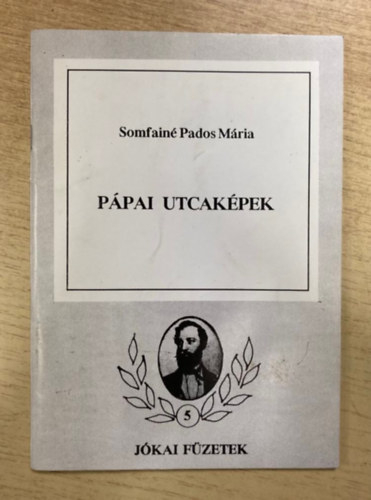 Somfainé Pados Mária
PÁPAI UTCAKÉPEK
5
JÓKAI FÜZETEK